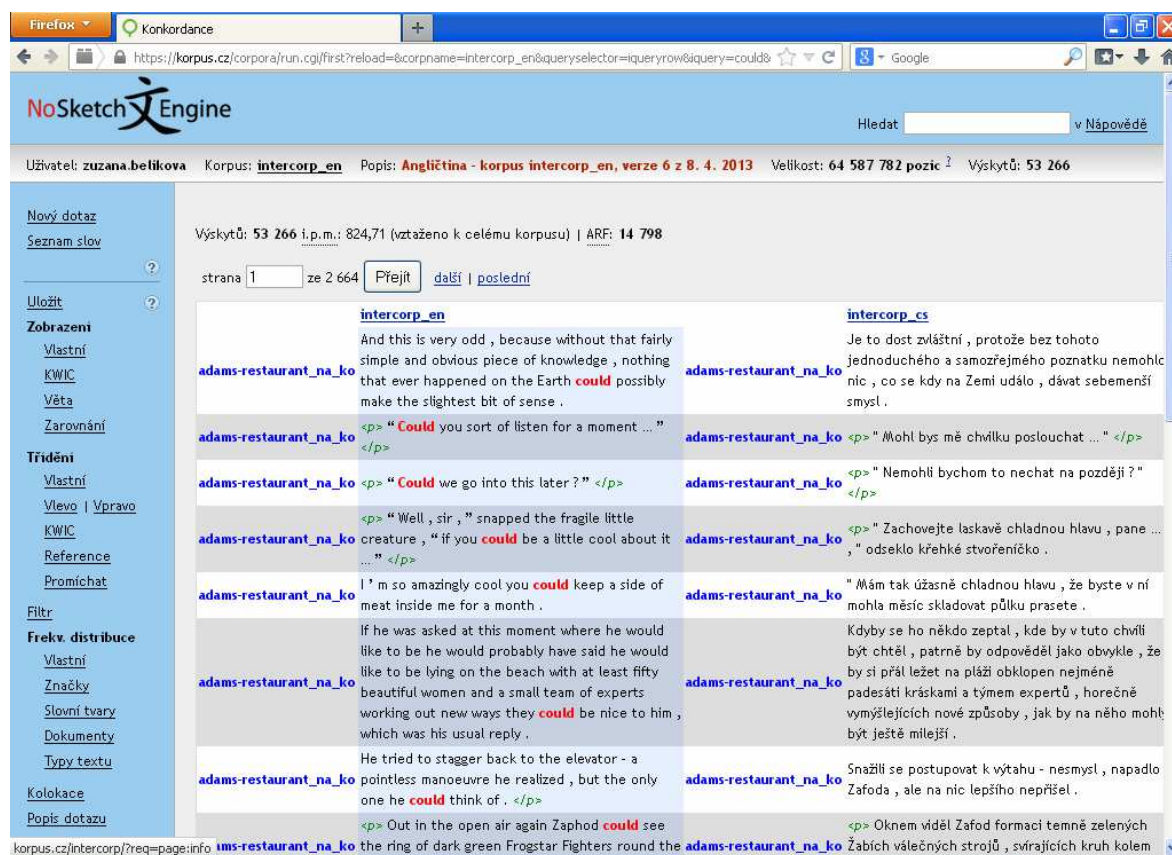 Firefox
Konkordance
https://korpus.cz/corpora/run.cgi/first?reload=&corpname=intercorp_en&queryselector=iqueryrow&iquery=could&
Google
NoSketch Engine
Hledat v Nápovědě
Uživatel: zuzana.belikova Korpus: intercorp_en Popis: Angličtina - korpus intercorp_en, verze 6 z 8. 4. 2013 Velikost: 64 587 782 pozic ? Výskytů: 53 266
Nový dotaz
Seznam slov
?
Uložit ?
Zobrazení
Vlastní
KWIC
Věta
Zarovnání
Třídění
Vlastní
Vlevo | Vpravo
KWIC
Reference
Promíchat
Filtr
Frekv. distribuce
Vlastní
Značky
Slovní tvary
Dokumenty
Typy textu
Kolokace
Popis dotazu
korpus.cz/intercorp/?req=page:info
Výskytů: 53 266 i.p.m.: 824,71 (vztaženo k celému korpusu) | ARF: 14 798
strana 1 ze 2 664 Přejít další | poslední
intercorp_en
intercorp_cs
adams-restaurant_na_ko
And this is very odd , because without that fairly
simple and obvious piece of knowledge , nothing
that ever happened on the Earth could possibly
make the slightest bit of sense .
adams-restaurant_na_ko
Je to dost zvláštní , protože bez tohoto
jednoduchého a samozřejmého poznatku nemohlo
nic , co se kdy na Zemi událo , dávat sebemenší
smysl .
adams-restaurant_na_ko
<p> “ Could you sort of listen for a moment ... ”
</p>
adams-restaurant_na_ko
<p> " Mohl bys mě chvilku poslouchat ... " </p>
adams-restaurant_na_ko
<p> “ Could we go into this later ? ” </p>
adams-restaurant_na_ko
<p> " Nemohli bychom to nechat na později ? "
</p>
adams-restaurant_na_ko
<p> “ Well , sir , ” snapped the fragile little
creature , “ if you could be a little cool about it
... ” </p>
adams-restaurant_na_ko
<p> " Zachovejte laskavě chladnou hlavu , pane ...
, " odseklo křehké stvořeníčko .
adams-restaurant_na_ko
I ’ m so amazingly cool you could keep a side of
meat inside me for a month .
adams-restaurant_na_ko
" Mám tak úžasně chladnou hlavu , že byste v ní
mohla měsíc skladovat půlku prasete .
adams-restaurant_na_ko
If he was asked at this moment where he would
like to be he would probably have said he would
like to be lying on the beach with at least fifty
beautiful women and a small team of experts
working out new ways they could be nice to him ,
which was his usual reply .
adams-restaurant_na_ko
Kdyby se ho někdo zeptal , kde by v tuto chvíli
být chtěl , patrně by odpověděl jako obvykle , že
by si přál ležet na pláži obklopen nejméně
padesáti kráskami a týmem expertů , horečně
vymýšlejících nové způsoby , jak by na něho mohly
být ještě milejší .
adams-restaurant_na_ko
He tried to stagger back to the elevator - a
pointless manoeuvre he realized , but the only
one he could think of . </p>
adams-restaurant_na_ko
Snažili se postupovat k výtahu - nesmysl , napadlo
Zafoda , ale na nic lepšího nepřišel .
ams-restaurant_na_ko
<p> Out in the open air again Zaphod could see
the ring of dark green Frogstar Fighters round the
adams-restaurant_na_ko
<p> Oknem viděl Zafod formaci temně zelených
Žabích válečných strojů , svírajících kruh kolem